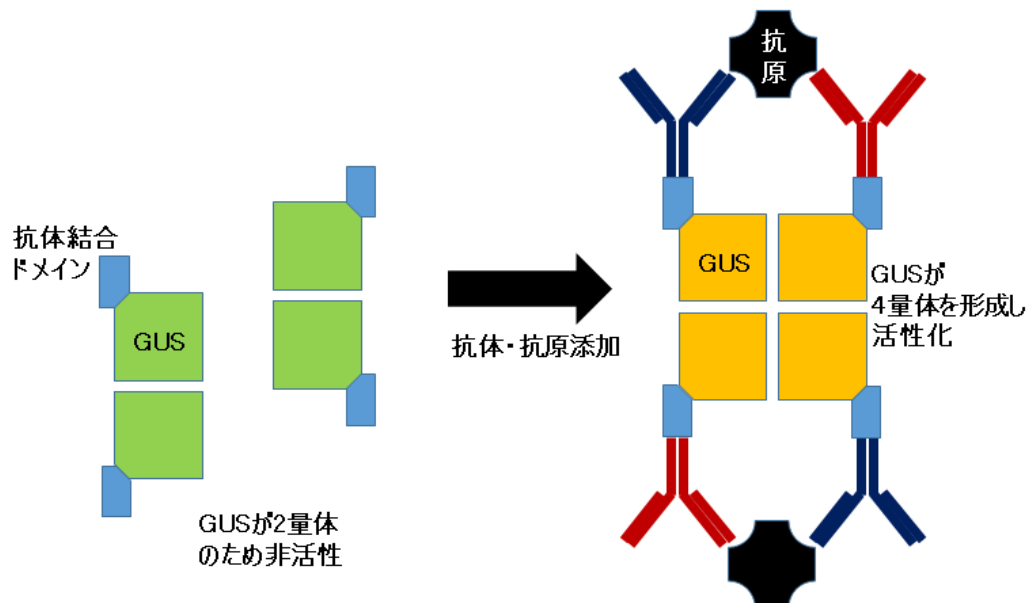 抗体結合
ドメイン
GUS
GUSが2量体
のため非活性
抗体・抗原添加
抗
原
GUS
GUSが
4量体を形成し
活性化